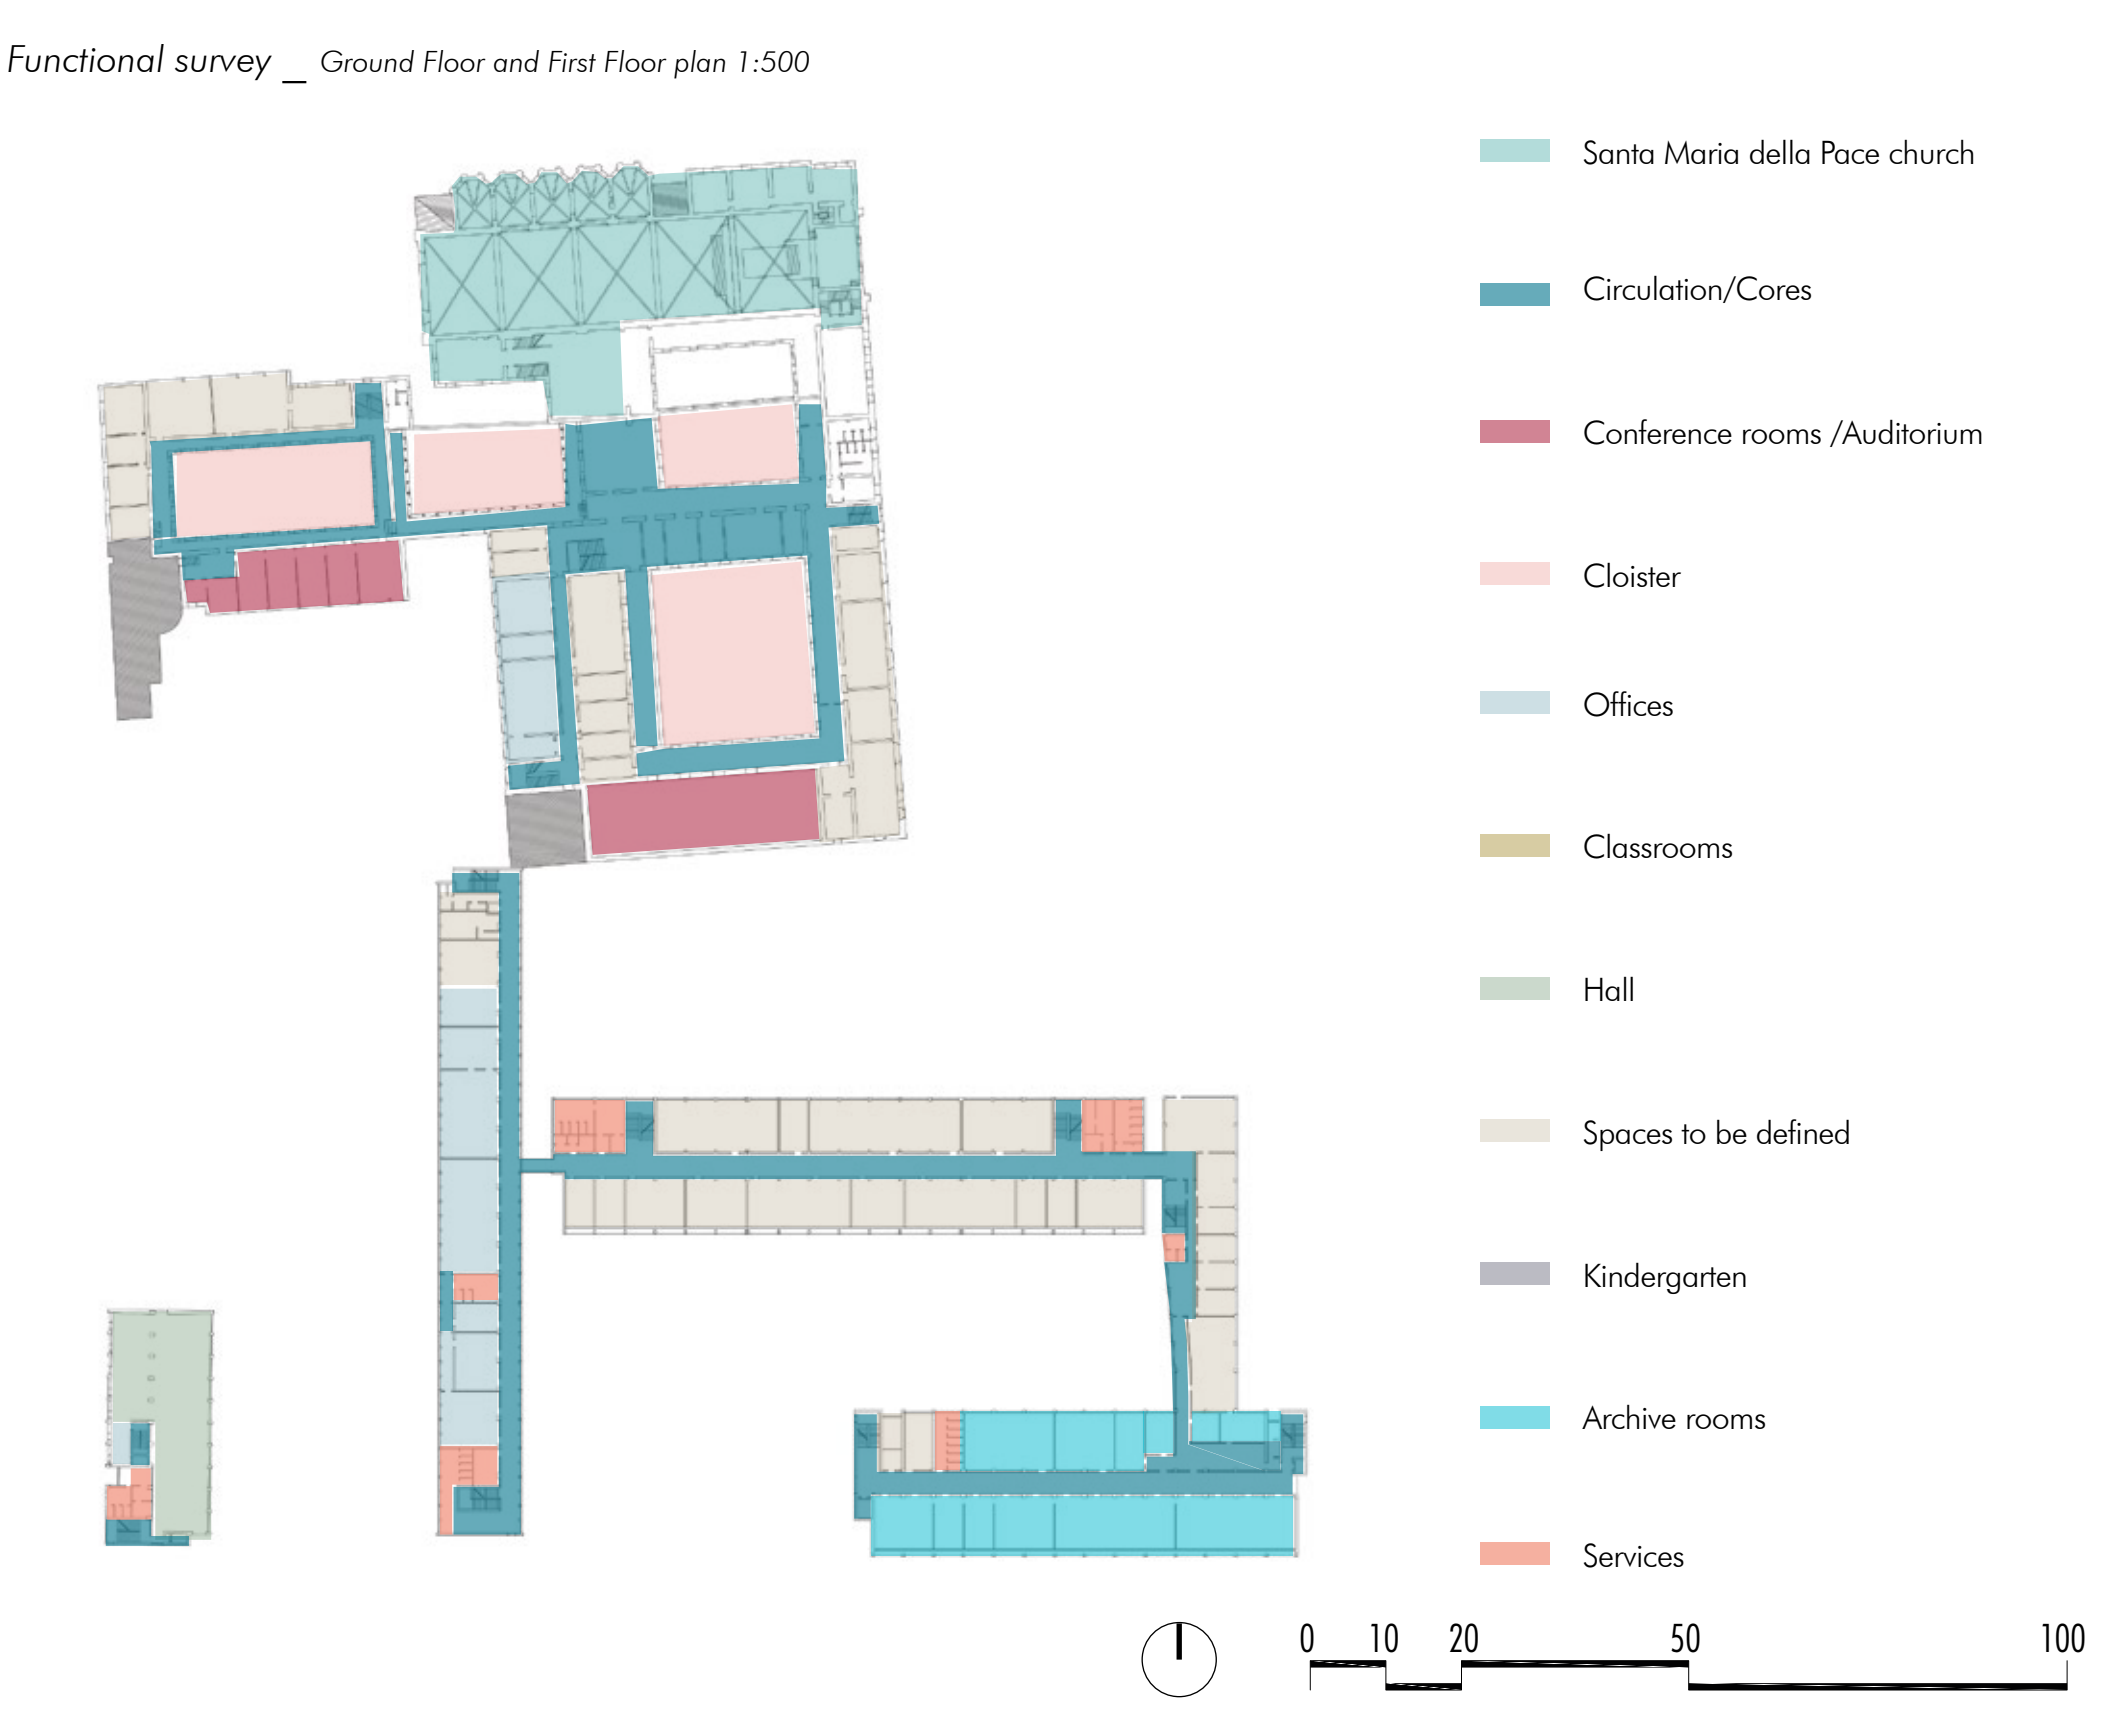 Functional survey _ Ground Floor and First Floor plan 1:500
Santa Maria della Pace church
Circulation/Cores
Conference rooms /Auditorium
Cloister
Offices
Classrooms
Hall
Spaces to be defined
Kindergarten
Archive rooms
Services
0 10 20 50 100